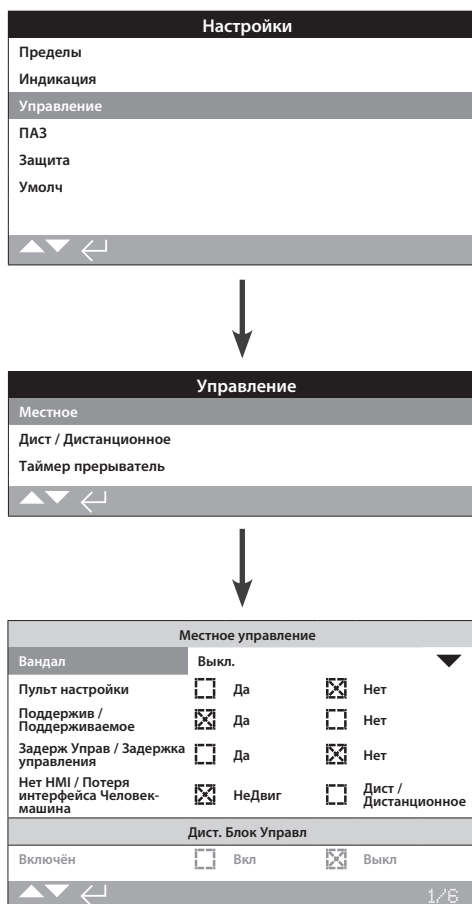 Настройки
Пределы
Индикация
Управление
ПАЗ
Защита
Умолч
Управление
Местное
Дист / Дистанционное
Таймер прерыватель
Местное управление
Вандал Выкл.
Пульт настройки Да Нет
Поддержив /
Поддерживаемое Да Нет
Задерж Управ / Задержка
управления Да Нет
Нет HMI / Потеря
интерфейса Человек-
машина НеДвиг Дист /
Дистанционное
Дист. Блок Управл
Включён Вкл Выкл
1/6